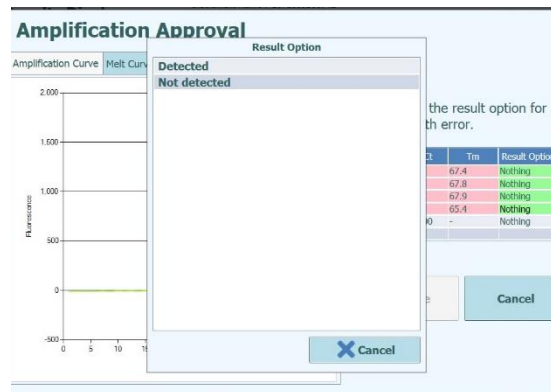 Amplification Approval
Result Option
Amplification Curve
Melt Curv
Detected
Not detected
the result option for
th error.
Ct Tm Result Optio
67.4 Nothing
67.8 Nothing
67.9 Nothing
65.4 Nothing
- Nothing
2.000
1.500
1.000
500
0
-500
Fluorescence
0 5 10
Cancel
Cancel